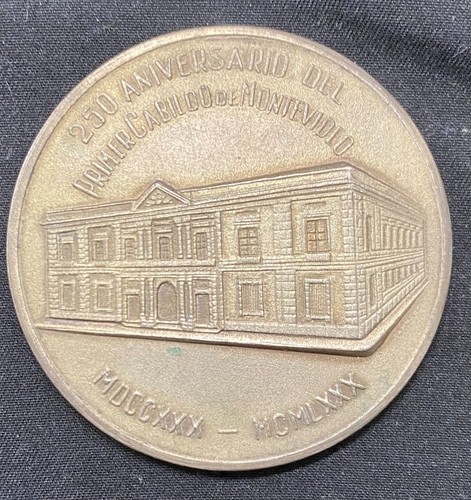 250 ANIVERSARIO DEL
PRIMER CABILDO DE MONTEVIDEO
MDCCXXX – MCMLXXX